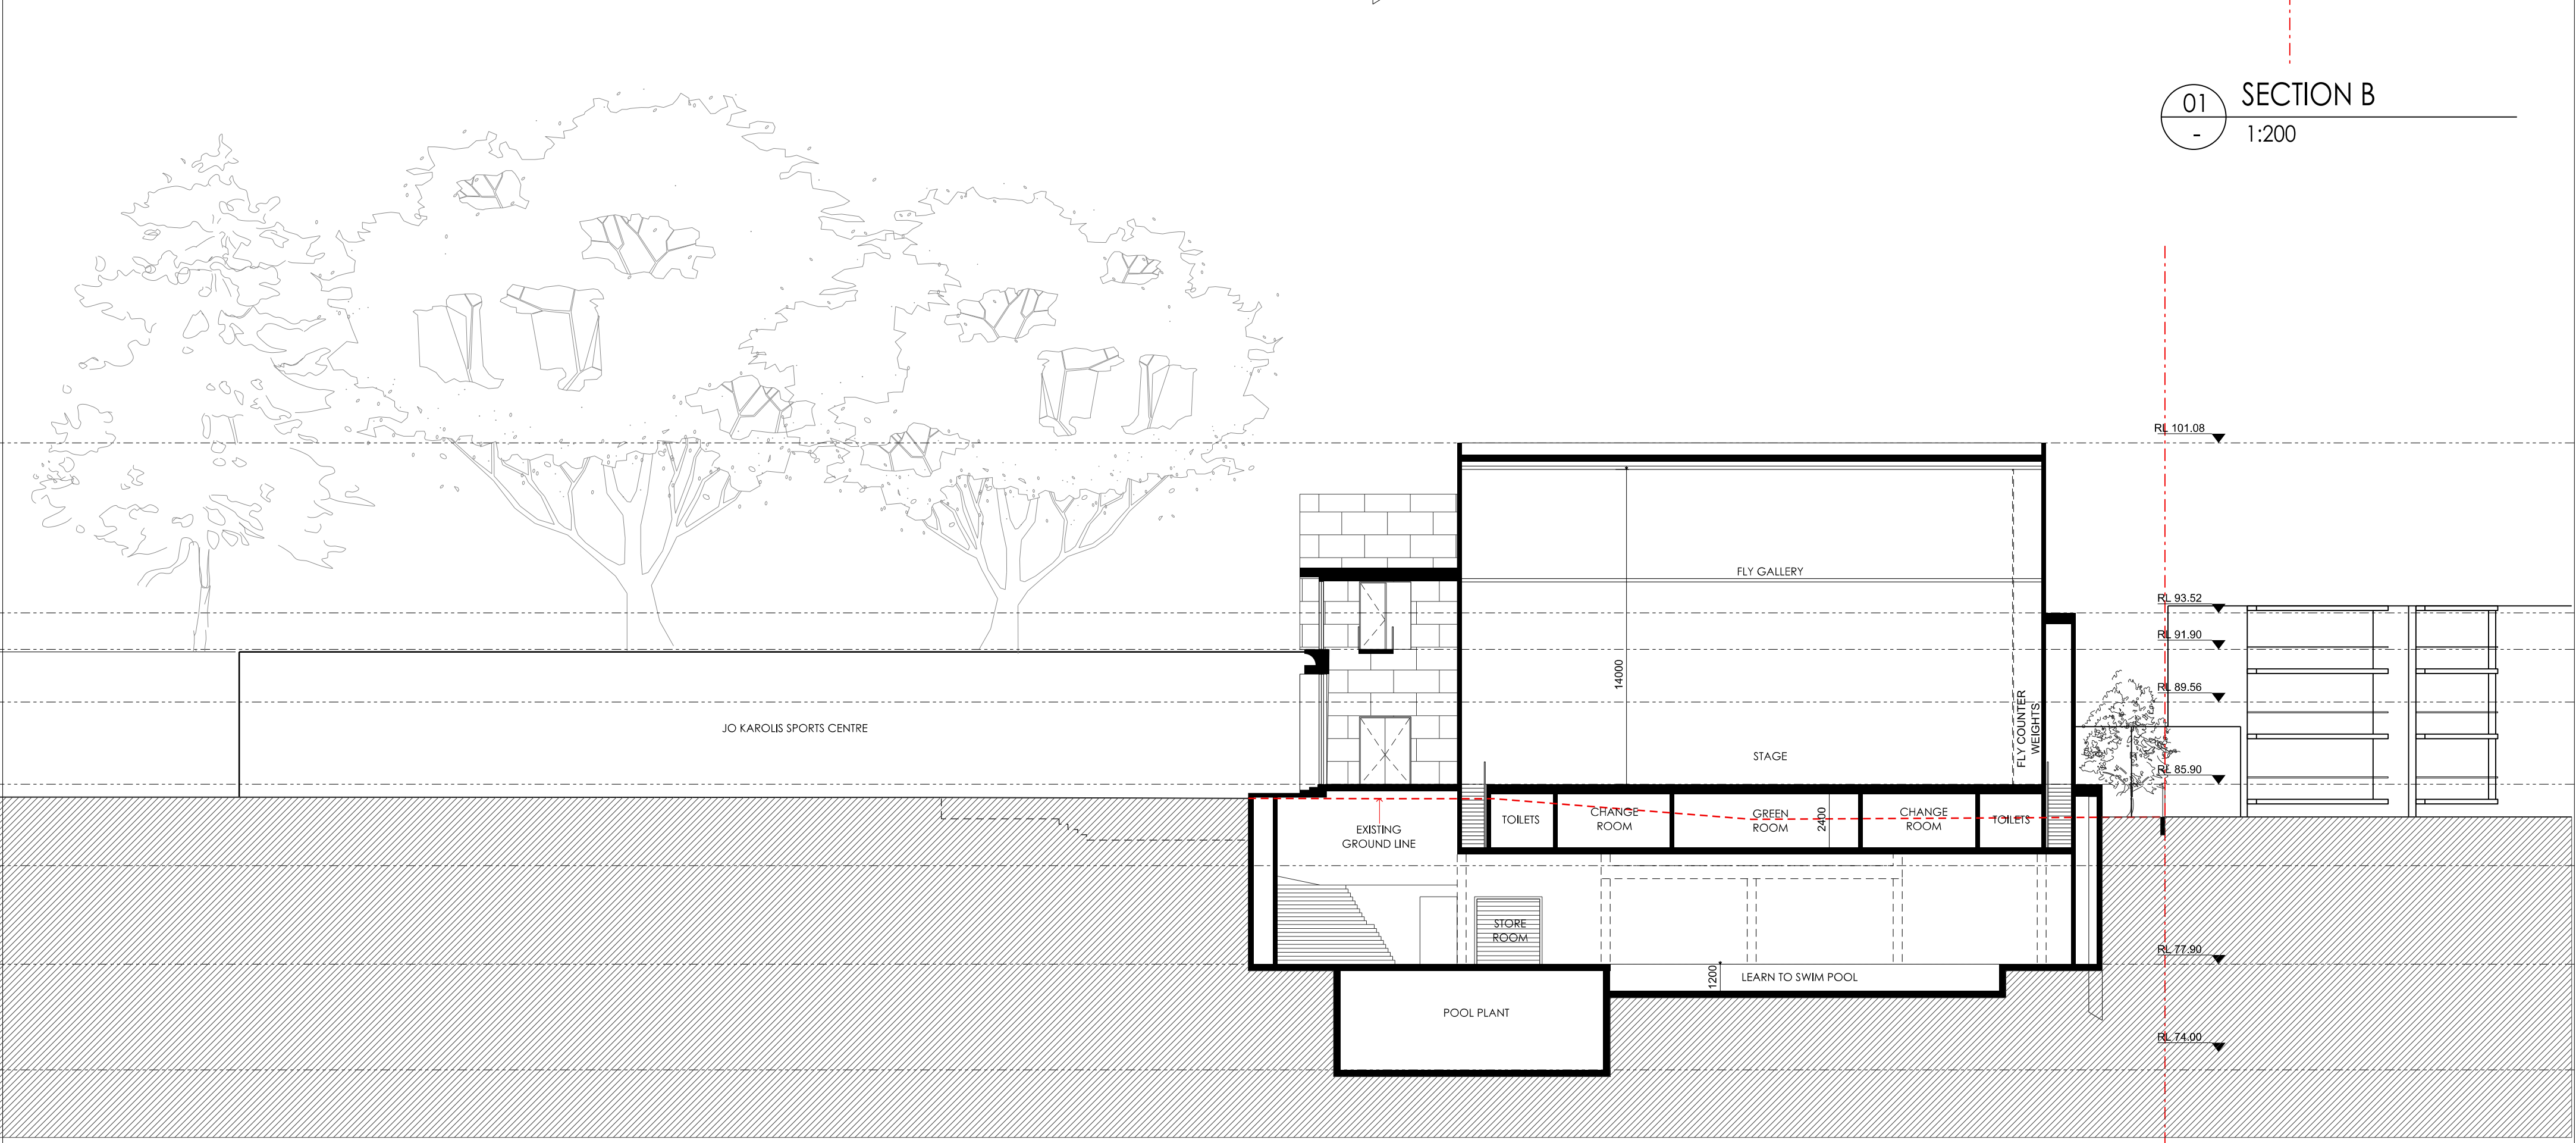 01
-
SECTION B
1:200
RL 101.08
FLY GALLERY
RL 93.52
RL 91.90
14000
RL 89.56
FLY COUNTER
WEIGHTS
JO KAROLIS SPORTS CENTRE
STAGE
RL 85.90
EXISTING
GROUND LINE
TOILETS
CHANGE
ROOM
GREEN
ROOM
2400
CHANGE
ROOM
TOILETS
STORE
ROOM
RL 77.90
1200
LEARN TO SWIM POOL
POOL PLANT
RL 74.00